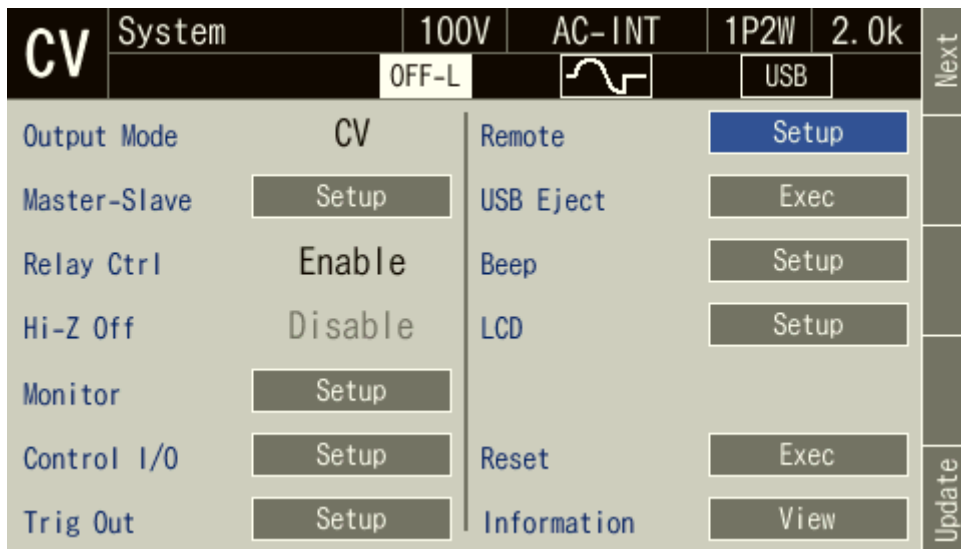 CV System 100V AC-INT 1P2W 2.0k
OFF-L USB
Next
Output Mode CV
Master-Slave Setup
Relay Ctrl Enable
Hi-Z Off Disable
Monitor Setup
Control I/O Setup
Trig Out Setup
Remote Setup
USB Eject Exec
Beep Setup
LCD Setup
Reset Exec
Information View
Update